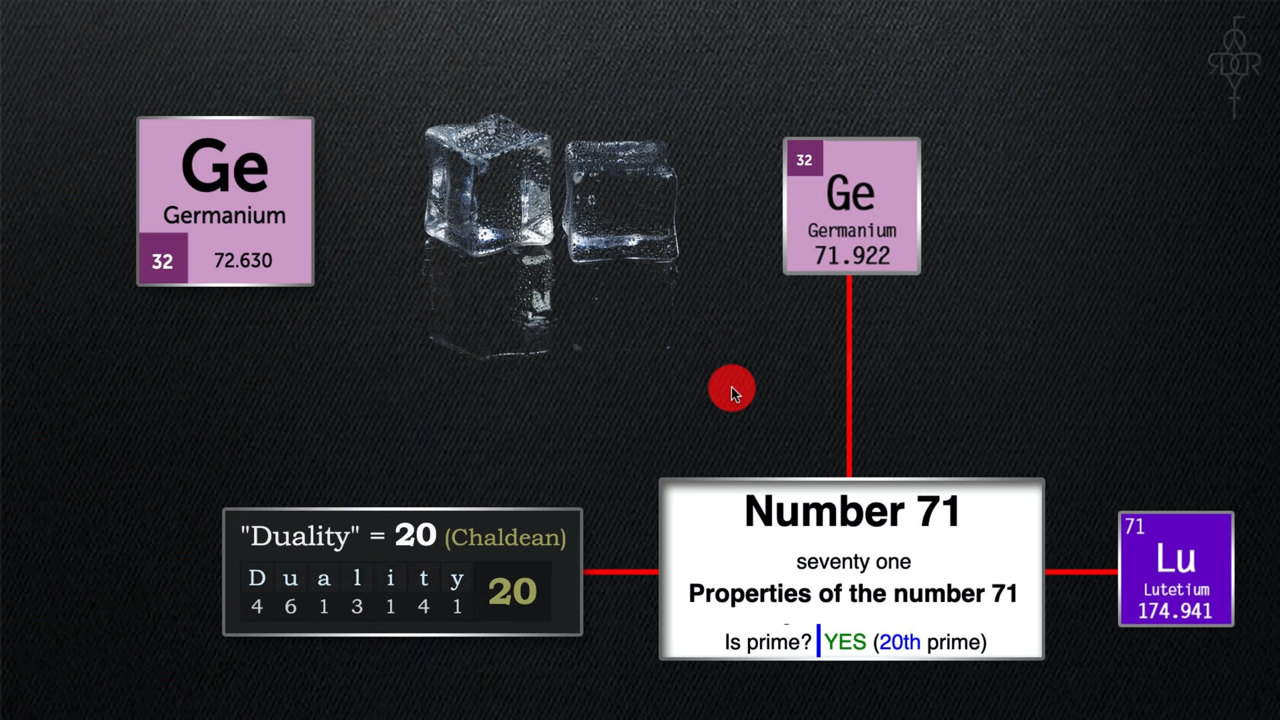 Ge
Germanium
32 72.630
32
Ge
Germanium
71.922
"Duality" = 20 (Chaldean)
D u a l i t y
4 6 1 3 1 4 1
20
Number 71
seventy one
Properties of the number 71
Is prime? YES (20th prime)
71
Lu
Lutetium
174.941